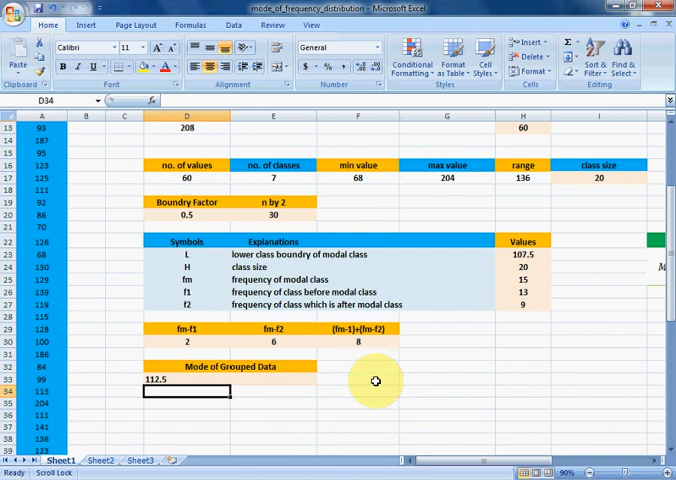 mode_of_frequency_distribution - Microsoft Excel
Home Insert Page Layout Formulas Data Review View
Paste
Calibri 11
General
B I U
$ % ,
Conditional Formatting
Format as Table
Cell Styles
Insert
Delete
Format
Sort & Filter
Find & Select
Clipboard Font Alignment Number Styles Cells Editing
D34 fx
A B C D E F G H I
13 93 208 60
14 187
15 95
16 123 no. of values no. of classes min value max value range class size
17 125 60 7 68 204 136 20
18 111
19 92 Boundry Factor n by 2
20 86 0.5 30
21 70
22 126 Symbols Explanations Values
23 68 L lower class boundry of modal class 107.5
24 130 H class size 20
25 129 fm frequency of modal class 15
26 139 f1 frequency of class before modal class 13
27 119 f2 frequency of class which is after modal class 9
28 115
29 128 fm-f1 fm-f2 (fm-1)+(fm-f2)
30 100 2 6 8
31 186
32 84 Mode of Grouped Data
33 99 112.5
34 113
35 204
36 111
37 141
38 136
39 123
Sheet1 Sheet2 Sheet3
Ready Scroll Lock 90%